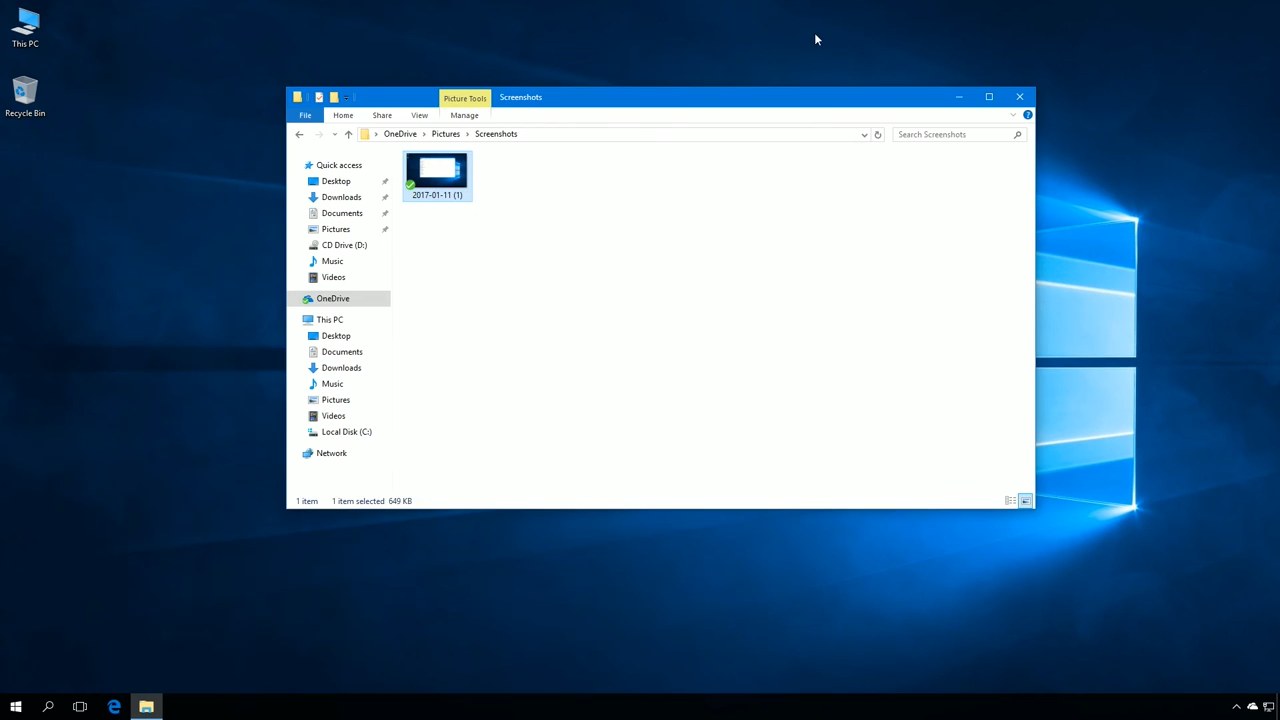 This PC
Recycle Bin
Picture Tools
Screenshots
File
Home
Share
View
Manage
OneDrive
Pictures
Screenshots
Search Screenshots
Quick access
Desktop
Downloads
Documents
Pictures
CD Drive (D:)
Music
Videos
OneDrive
This PC
Desktop
Documents
Downloads
Music
Pictures
Videos
Local Disk (C:)
Network
2017-01-11 (1)
1 item
1 item selected 649 KB